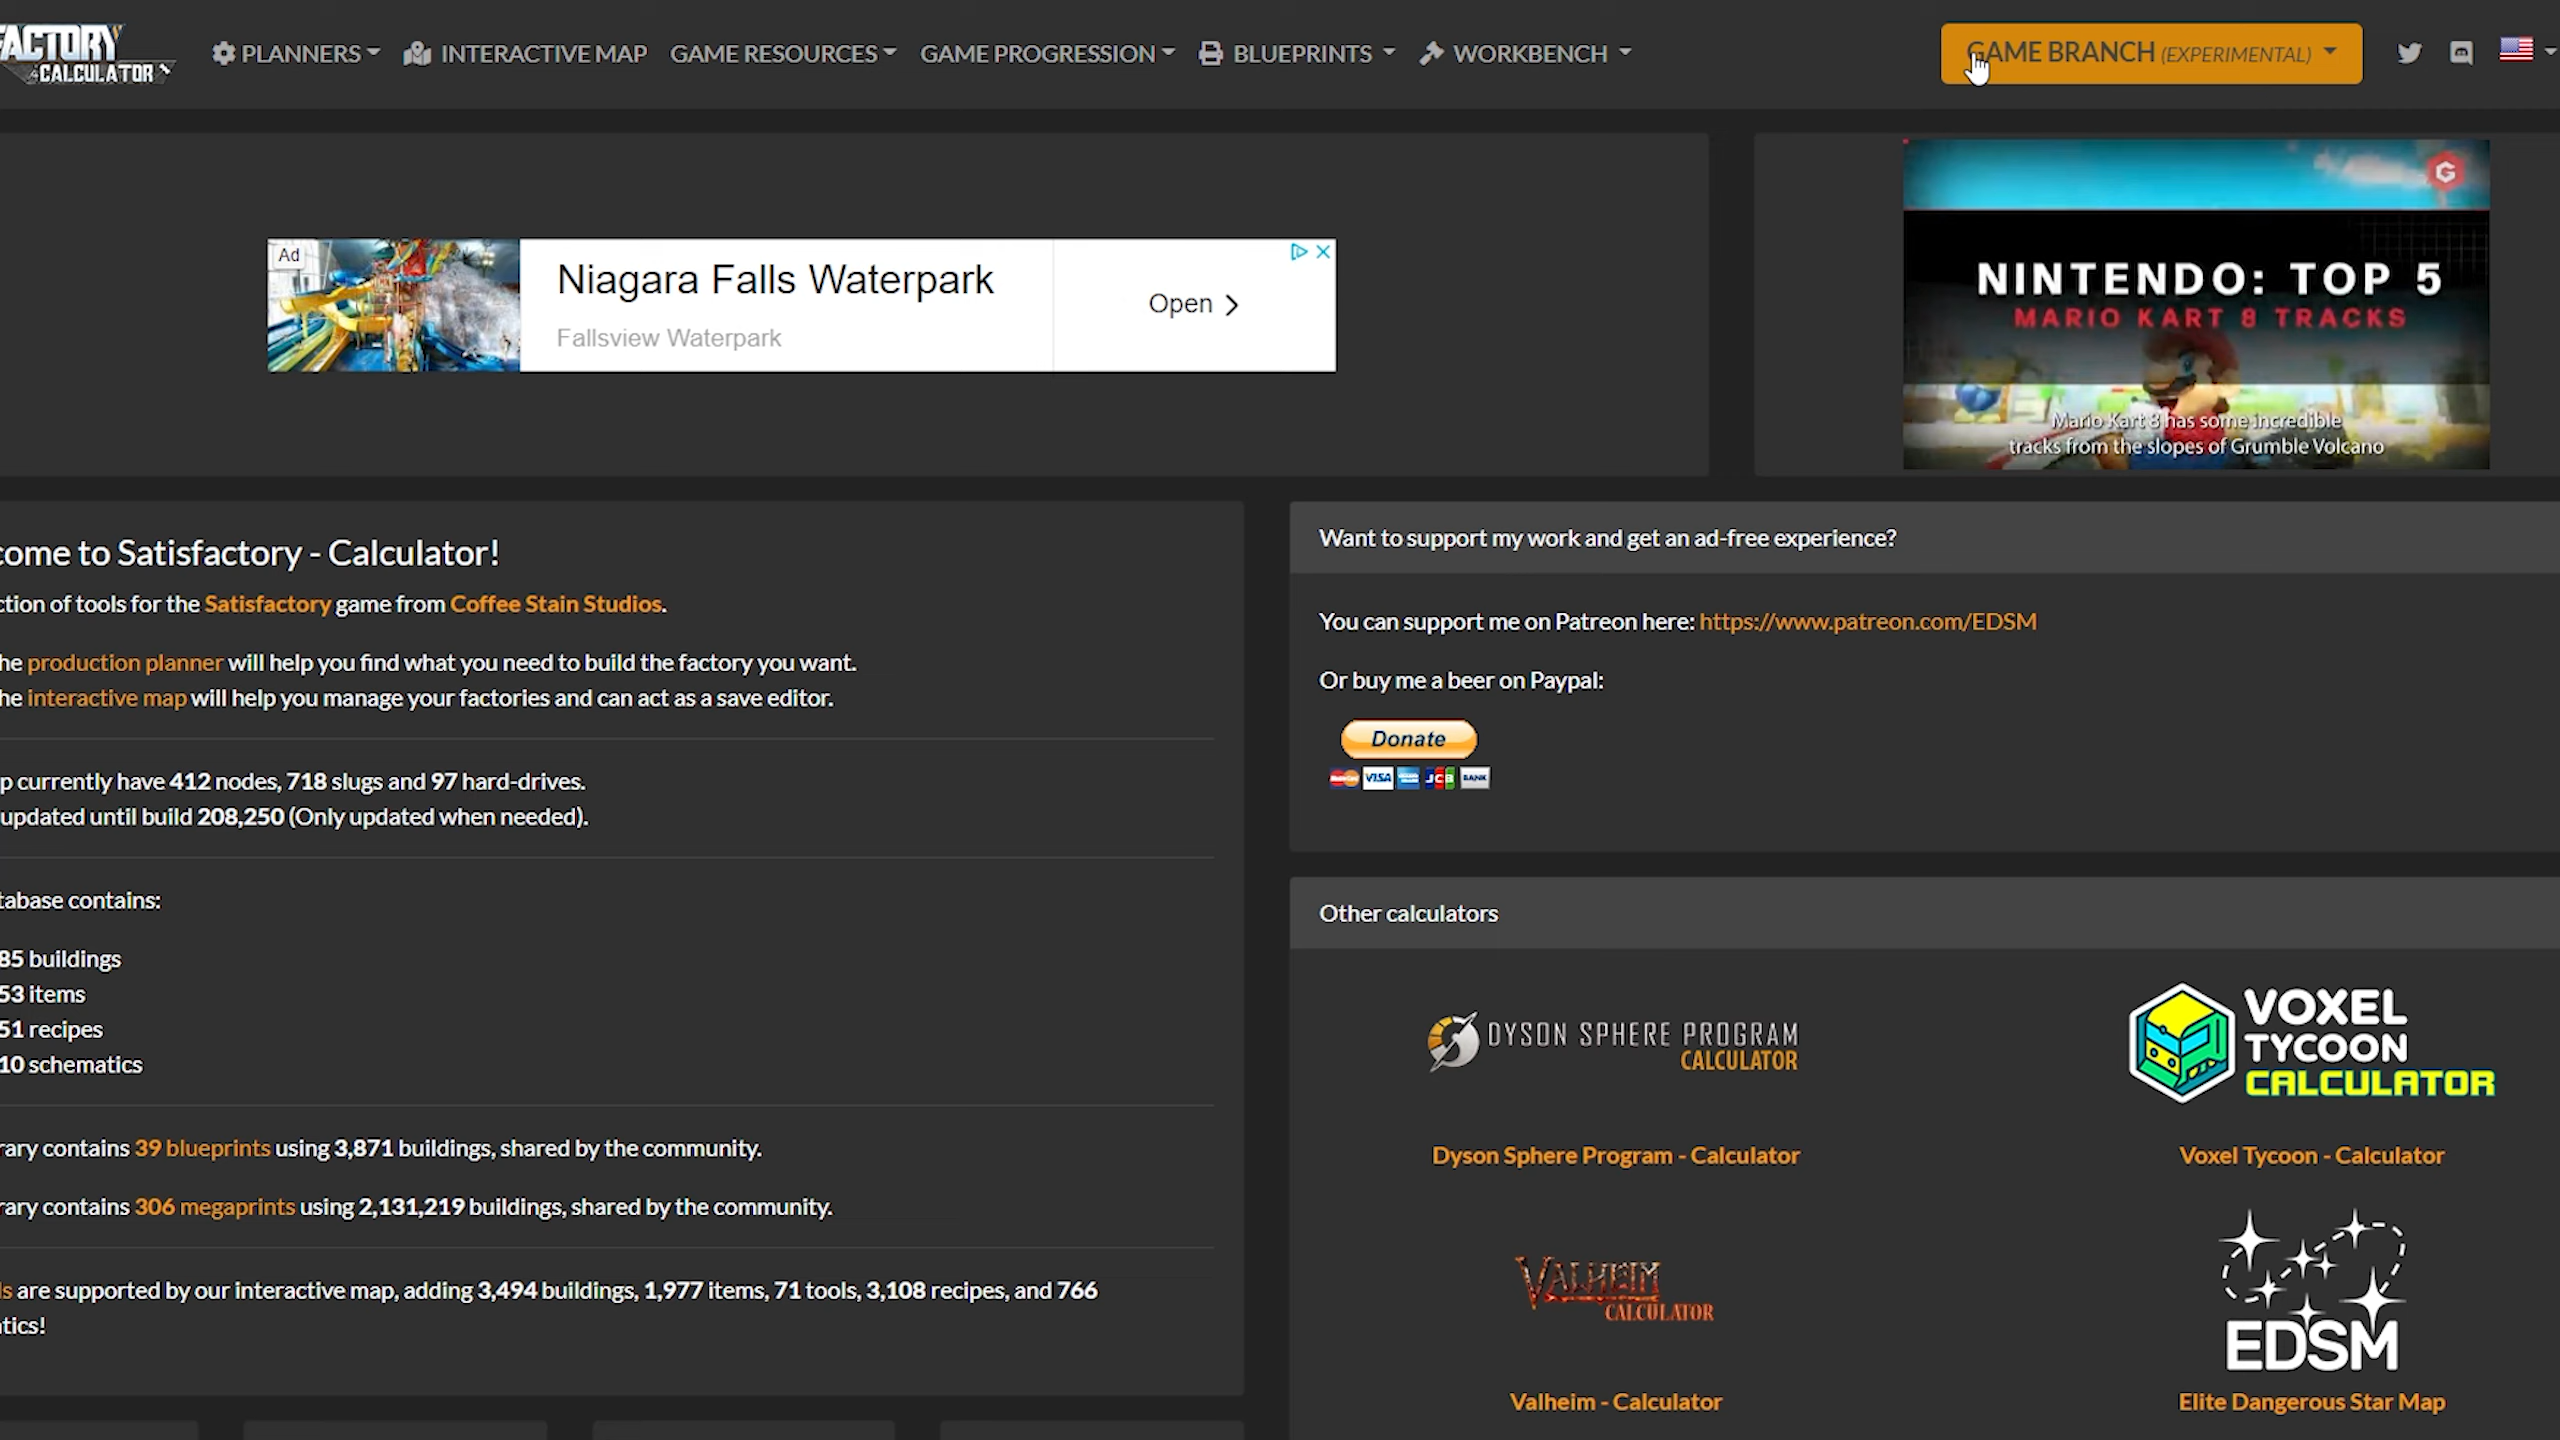 ACTORY
CALCULATOR
PLANNERS
INTERACTIVE MAP
GAME RESOURCES
GAME PROGRESSION
BLUEPRINTS
WORKBENCH
GAME BRANCH (EXPERIMENTAL)
Ad
Niagara Falls Waterpark
Fallsview Waterpark
Open
G
NINTENDO: TOP 5
MARIO KART 8 TRACKS
Mario Kart 8 has some incredible
tracks from the slopes of Grumble Volcano
come to Satisfactory - Calculator!
ction of tools for the Satisfactory game from Coffee Stain Studios.
he production planner will help you find what you need to build the factory you want.
he interactive map will help you manage your factories and can act as a save editor.
p currently have 412 nodes, 718 slugs and 97 hard-drives.
updated until build 208,250 (Only updated when needed).
tabase contains:
85 buildings
53 items
51 recipes
10 schematics
rary contains 39 blueprints using 3,871 buildings, shared by the community.
rary contains 306 megaprints using 2,131,219 buildings, shared by the community.
s are supported by our interactive map, adding 3,494 buildings, 1,977 items, 71 tools, 3,108 recipes, and 766
tics!
Want to support my work and get an ad-free experience?
You can support me on Patreon here: https://www.patreon.com/EDSM
Or buy me a beer on Paypal:
Donate
VISA
JCB
BANK
Other calculators
DYSON SPHERE PROGRAM
CALCULATOR
Dyson Sphere Program - Calculator
VOXEL
TYCOON
CALCULATOR
Voxel Tycoon - Calculator
VALHEIM
CALCULATOR
Valheim - Calculator
EDSM
Elite Dangerous Star Map